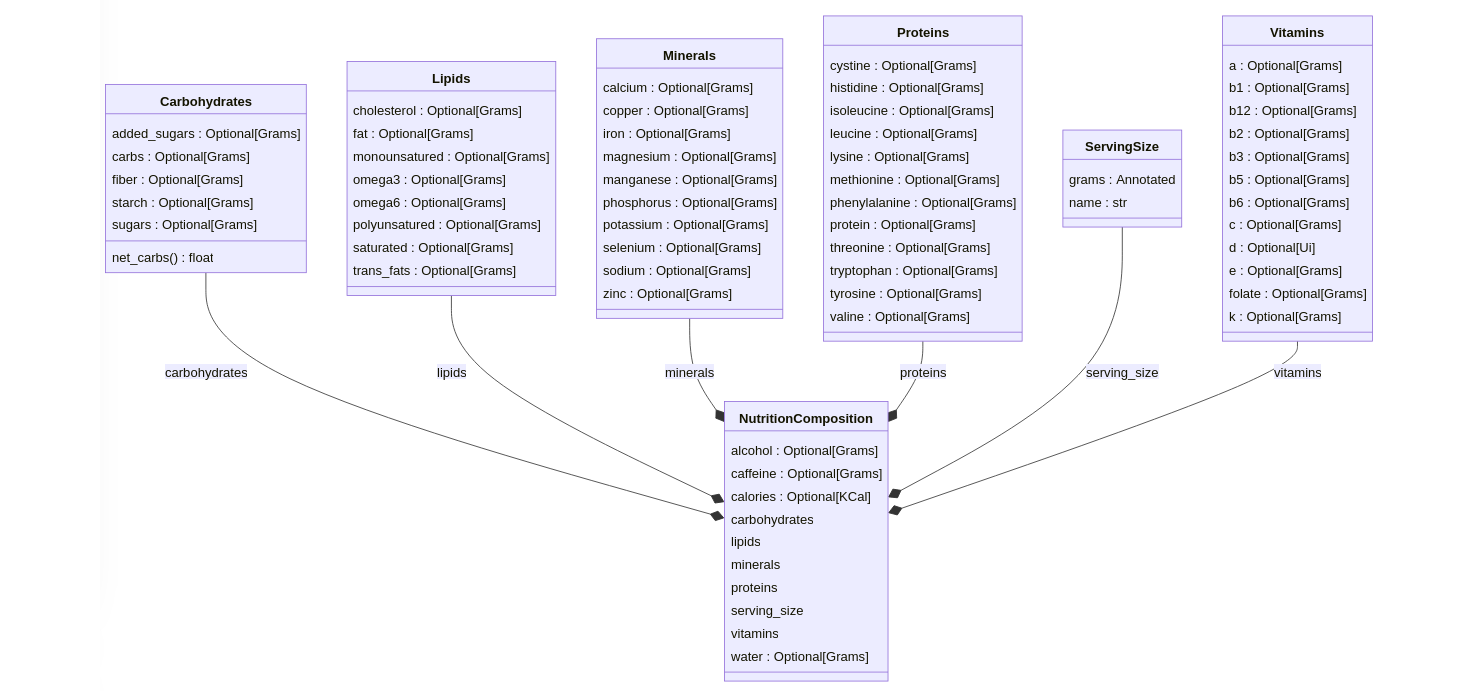 Carbohydrates
added_sugars : Optional[Grams]
carbs : Optional[Grams]
fiber : Optional[Grams]
starch : Optional[Grams]
sugars : Optional[Grams]
net_carbs() : float
Lipids
cholesterol : Optional[Grams]
fat : Optional[Grams]
monounsatured : Optional[Grams]
omega3 : Optional[Grams]
omega6 : Optional[Grams]
polyunsatured : Optional[Grams]
saturated : Optional[Grams]
trans_fats : Optional[Grams]
Minerals
calcium : Optional[Grams]
copper : Optional[Grams]
iron : Optional[Grams]
magnesium : Optional[Grams]
manganese : Optional[Grams]
phosphorus : Optional[Grams]
potassium : Optional[Grams]
selenium : Optional[Grams]
sodium : Optional[Grams]
zinc : Optional[Grams]
Proteins
cystine : Optional[Grams]
histidine : Optional[Grams]
isoleucine : Optional[Grams]
leucine : Optional[Grams]
lysine : Optional[Grams]
methionine : Optional[Grams]
phenylalanine : Optional[Grams]
protein : Optional[Grams]
threonine : Optional[Grams]
tryptophan : Optional[Grams]
tyrosine : Optional[Grams]
valine : Optional[Grams]
ServingSize
grams : Annotated
name : str
Vitamins
a : Optional[Grams]
b1 : Optional[Grams]
b12 : Optional[Grams]
b2 : Optional[Grams]
b3 : Optional[Grams]
b5 : Optional[Grams]
b6 : Optional[Grams]
c : Optional[Grams]
d : Optional[Ui]
e : Optional[Grams]
folate : Optional[Grams]
k : Optional[Grams]
carbohydrates
lipids
minerals
proteins
serving_size
vitamins
NutritionComposition
alcohol : Optional[Grams]
caffeine : Optional[Grams]
calories : Optional[KCal]
carbohydrates
lipids
minerals
proteins
serving_size
vitamins
water : Optional[Grams]